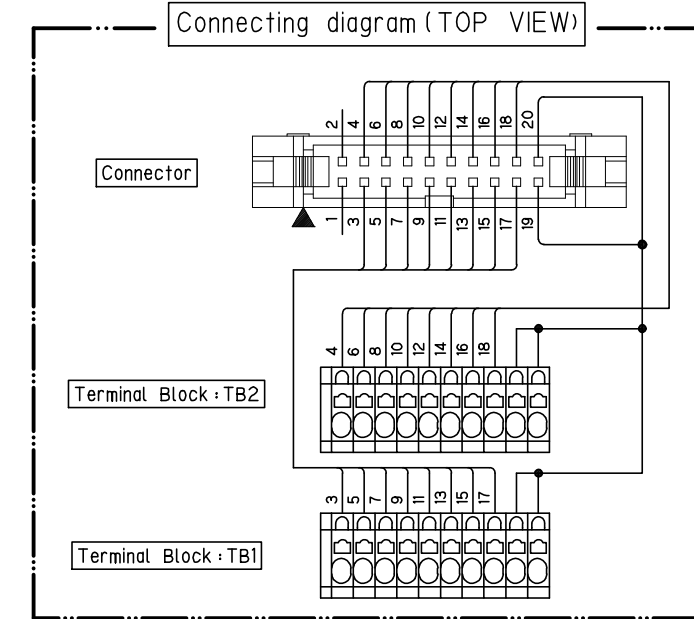 Connecting diagram (TOP VIEW)
2 4 6 8 10 12 14 16 18 20
Connector
1 3 5 7 9 11 13 15 17 19
4 6 8 10 12 14 16 18
Terminal Block : TB2
3 5 7 9 11 13 15 17
Terminal Block : TB1